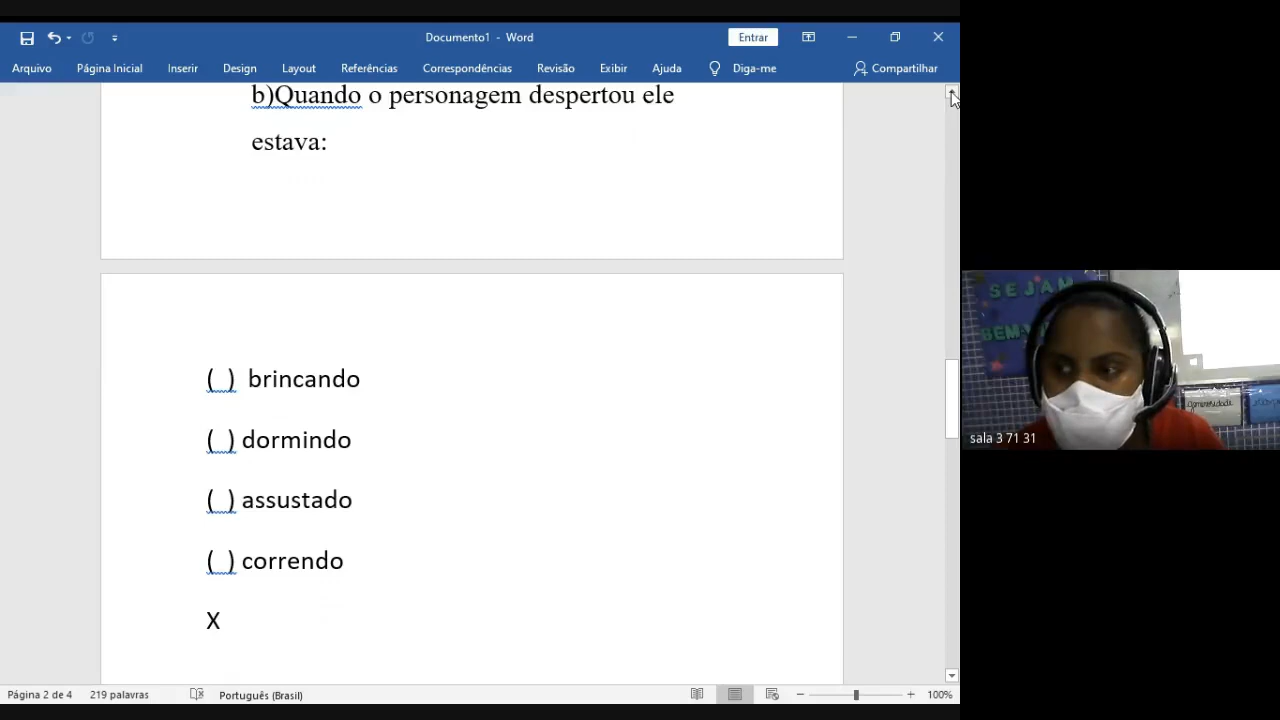 Documento1 - Word
Entrar
Arquivo Página Inicial Inserir Design Layout Referências Correspondências Revisão Exibir Ajuda Diga-me Compartilhar
b)Quando o personagem despertou ele
estava:
( ) brincando
( ) dormindo
( ) assustado
( ) correndo
X
SEJAM
sala 3 71 31
Página 2 de 4 219 palavras Português (Brasil) 100%